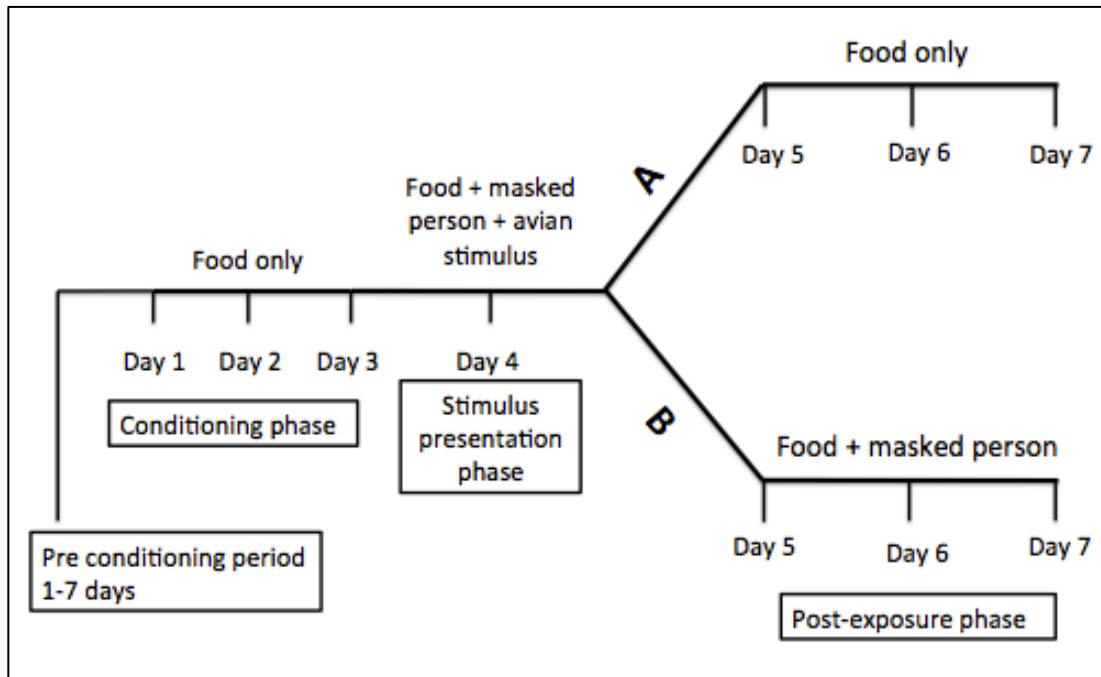 Food only
Day 5 Day 6 Day 7
A
Food + masked
person + avian
stimulus
Food only
Day 1 Day 2 Day 3 Day 4
Conditioning phase
Stimulus
presentation
phase
B
Food + masked person
Day 5 Day 6 Day 7
Pre conditioning period
1-7 days
Post-exposure phase